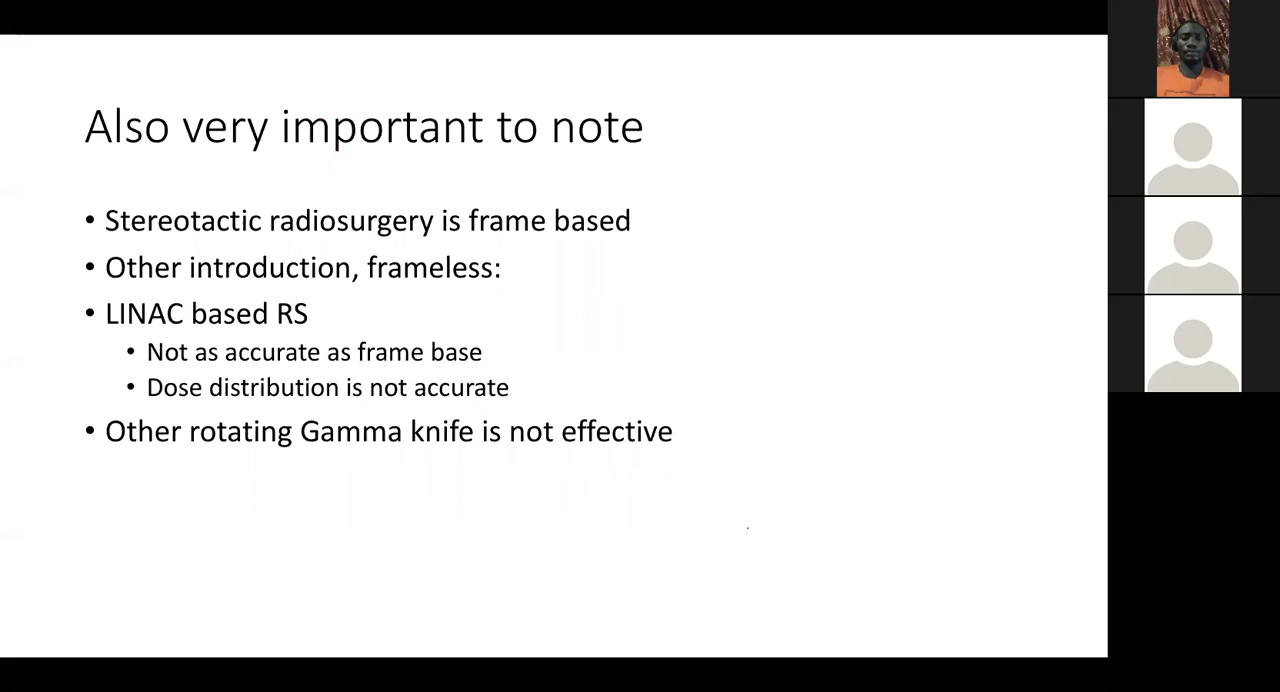 Also very important to note
• Stereotactic radiosurgery is frame based
• Other introduction, frameless:
• LINAC based RS
• Not as accurate as frame base
• Dose distribution is not accurate
• Other rotating Gamma knife is not effective